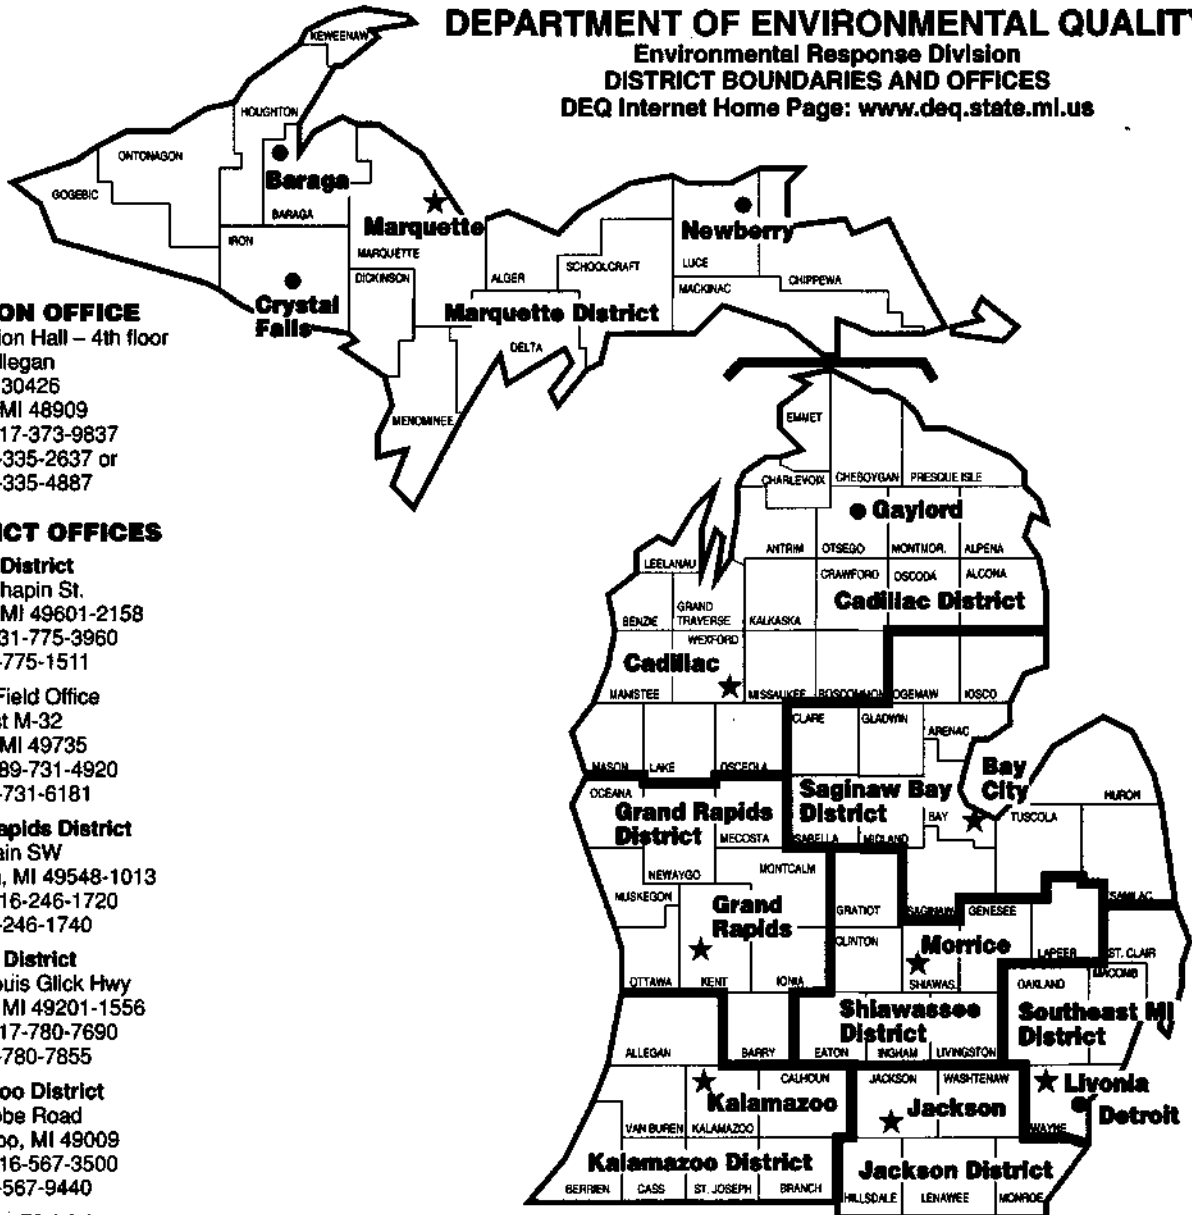 DEPARTMENT OF ENVIRONMENTAL QUALITY
Environmental Response Division
DISTRICT BOUNDARIES AND OFFICES
DEQ Internet Home Page: www.deq.state.mi.us
KEWEENAW
HOUGHTON
ONTONAGON
GOGEBIC
Baraga
BARAGA
Marquette
MARQUETTE
IRON
DICKINSON
Crystal
Falls
Newberry
LUCE
ALGER
SCHOOLCRAFT
CHIPPEWA
MACKINAC
Marquette District
DELTA
MENOMINEE
ON OFFICE
ion Hall – 4th floor
llegan
30426
MI 48909
17-373-9837
-335-2637 or
-335-4887
ICT OFFICES
District
hapin St.
MI 49601-2158
31-775-3960
-775-1511
Field Office
st M-32
MI 49735
89-731-4920
-731-6181
apids District
ain SW
, MI 49548-1013
16-246-1720
-246-1740
District
ouis Glick Hwy
MI 49201-1556
17-780-7690
-780-7855
oo District
obe Road
oo, MI 49009
16-567-3500
-567-9440
EMMET
CHARLEVOIX
CHEBOYGAN
PRESQUE ISLE
Gaylord
ANTRIM
OTSEGO
MONTMOR.
ALPENA
LEELANAU
CRAWFORD
OSCODA
ALCONA
Cadillac District
BENZIE
GRAND
TRAVERSE
KALKASKA
WEXFORD
Cadillac
MANISTEE
MISSAUKEE
ROSCOMMON
OGEMAW
IOSCO
CLARE
GLADWIN
ARENAC
MASON
LAKE
OSCEOLA
Bay
City
OCEANA
Saginaw Bay
District
HURON
Grand Rapids
District
MECOSTA
ISABELLA
MIDLAND
BAY
TUSCOLA
NEWAYGO
MONTCALM
MUSKEGON
Grand
Rapids
GRATIOT
SAGINAW
GENESEE
SANILAC
CLINTON
Morrice
LAPEER
ST. CLAIR
OTTAWA
KENT
IONIA
SHIAWAS.
OAKLAND
MACOMB
Shiawassee
District
Southeast MI
District
ALLEGAN
BARRY
EATON
INGHAM
LIVINGSTON
CALHOUN
JACKSON
WASHTENAW
Livonia
Kalamazoo
Jackson
Detroit
VAN BUREN
KALAMAZOO
WAYNE
Kalamazoo District
Jackson District
BERRIEN
CASS
ST. JOSEPH
BRANCH
HILLSDALE
LENAWEE
MONROE